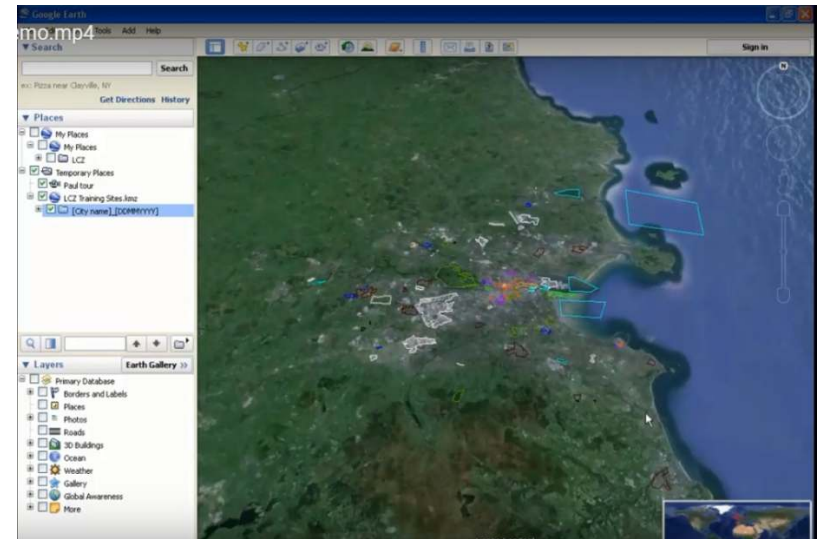 Google Earth
emo.mp4
Tools Add Help
Search
Sign in
Search
ex: Pizza near Clayville, NY
Get Directions History
Places
My Places
My Places
LCZ
Temporary Places
Paul tour
LCZ Training Sites.kmz
[City name]_[DDMMYYYY]
Layers
Earth Gallery »
Primary Database
Borders and Labels
Places
Photos
Roads
3D Buildings
Ocean
Weather
Gallery
Global Awareness
More
N